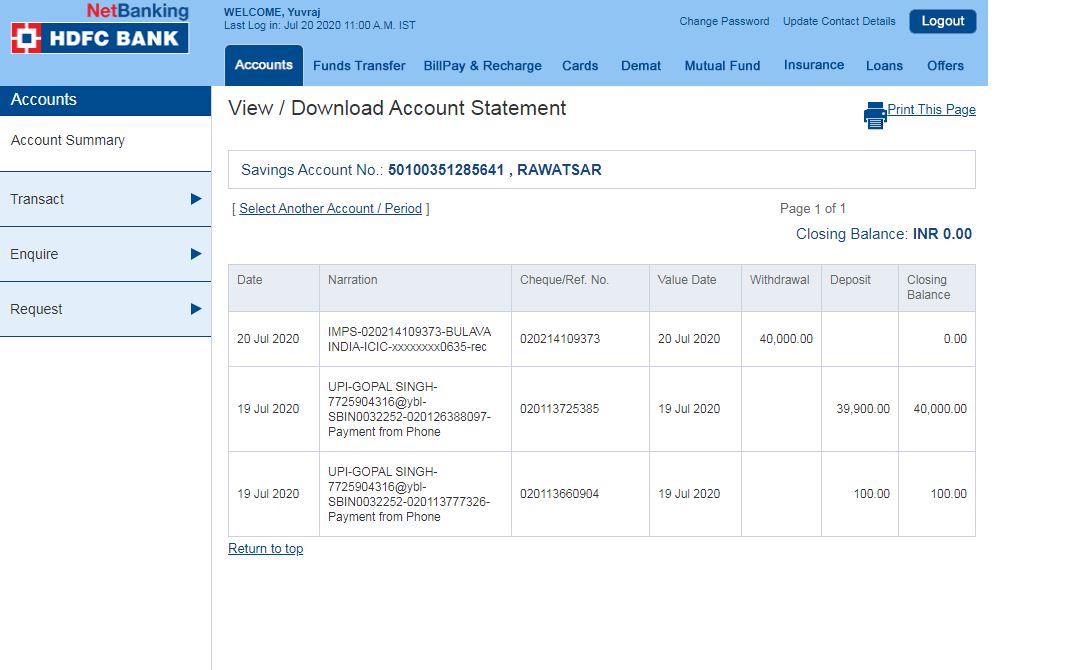 NetBanking
HDFC BANK
WELCOME, Yuvraj
Last Log in: Jul 20 2020 11:00 A.M. IST
Change Password Update Contact Details Logout
Accounts Funds Transfer BillPay & Recharge Cards Demat Mutual Fund Insurance Loans Offers
Accounts
Account Summary
Transact
Enquire
Request
View / Download Account Statement
Print This Page
Savings Account No.: 50100351285641 , RAWATSAR
[ Select Another Account / Period ]
Page 1 of 1
Closing Balance: INR 0.00
Date Narration Cheque/Ref. No. Value Date Withdrawal Deposit Closing
Balance
20 Jul 2020 IMPS-020214109373-BULAVA 020214109373 20 Jul 2020 40,000.00 0.00
INDIA-ICIC-xxxxxxxx0635-rec
UPI-GOPAL SINGH-
7725904316@ybl-
19 Jul 2020 020113725385 19 Jul 2020 39,900.00 40,000.00
SBIN0032252-020126388097-
Payment from Phone
UPI-GOPAL SINGH-
7725904316@ybl-
19 Jul 2020 020113660904 19 Jul 2020 100.00 100.00
SBIN0032252-020113777326-
Payment from Phone
Return to top